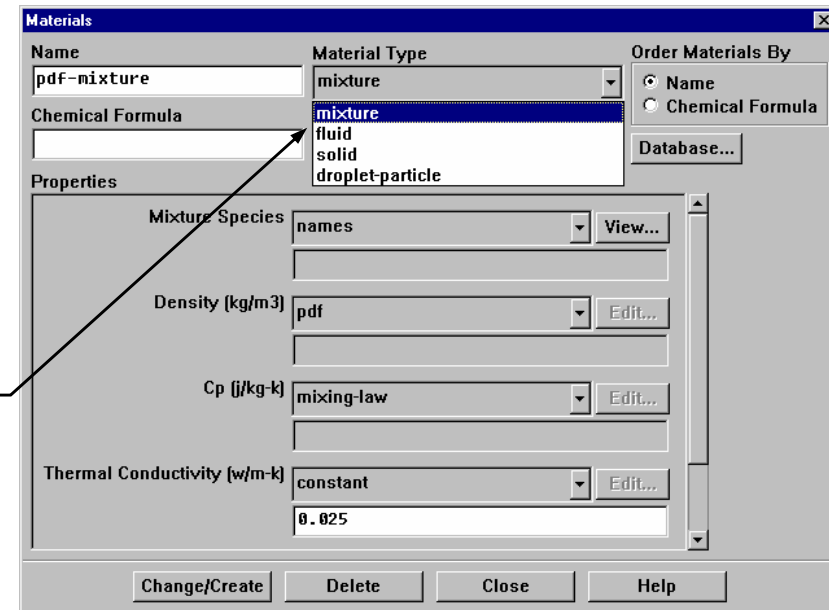 Materials
Name
pdf-mixture
Material Type
mixture
Order Materials By
Name
Chemical Formula
Chemical Formula
mixture
fluid
solid
droplet-particle
Database...
Properties
Mixture Species names View...
Density (kg/m3) pdf Edit...
Cp (j/kg-k) mixing-law Edit...
Thermal Conductivity (w/m-k) constant Edit...
0.025
Change/Create Delete Close Help